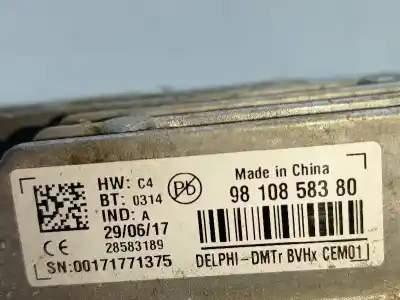 HW: C4
BT: 0314
IND: A
29/06/17
28583189
SN:00171771375
Pb
Made in China
98 108 583 80
DELPHI-DMTr BVHx CEM01
CE